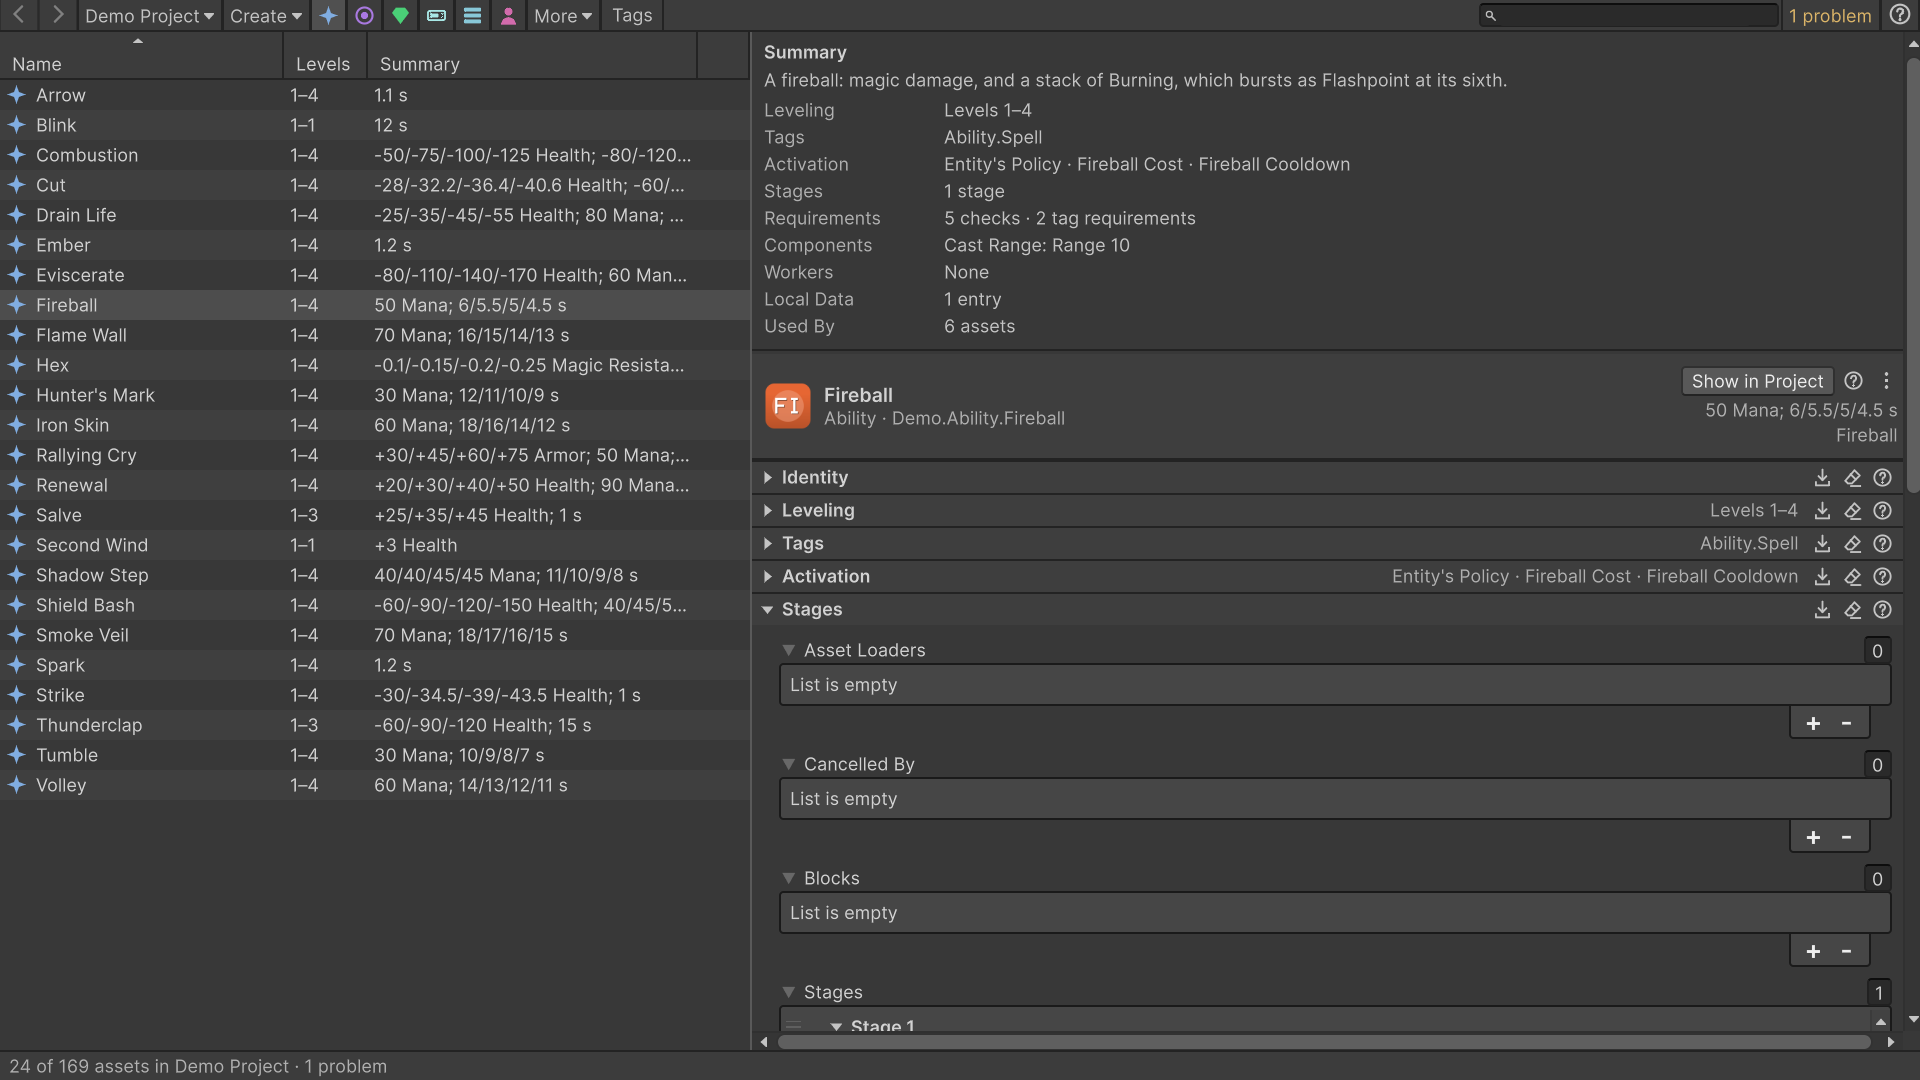 Demo Project Create More Tags 1 problem
Name Levels Summary
Arrow 1–4 1.1 s
Blink 1–1 12 s
Combustion 1–4 -50/-75/-100/-125 Health; -80/-120...
Cut 1–4 -28/-32.2/-36.4/-40.6 Health; -60/...
Drain Life 1–4 -25/-35/-45/-55 Health; 80 Mana; ...
Ember 1–4 1.2 s
Eviscerate 1–4 -80/-110/-140/-170 Health; 60 Man...
Fireball 1–4 50 Mana; 6/5.5/5/4.5 s
Flame Wall 1–4 70 Mana; 16/15/14/13 s
Hex 1–4 -0.1/-0.15/-0.2/-0.25 Magic Resista...
Hunter's Mark 1–4 30 Mana; 12/11/10/9 s
Iron Skin 1–4 60 Mana; 18/16/14/12 s
Rallying Cry 1–4 +30/+45/+60/+75 Armor; 50 Mana;...
Renewal 1–4 +20/+30/+40/+50 Health; 90 Mana...
Salve 1–3 +25/+35/+45 Health; 1 s
Second Wind 1–1 +3 Health
Shadow Step 1–4 40/40/45/45 Mana; 11/10/9/8 s
Shield Bash 1–4 -60/-90/-120/-150 Health; 40/45/5...
Smoke Veil 1–4 70 Mana; 18/17/16/15 s
Spark 1–4 1.2 s
Strike 1–4 -30/-34.5/-39/-43.5 Health; 1 s
Thunderclap 1–3 -60/-90/-120 Health; 15 s
Tumble 1–4 30 Mana; 10/9/8/7 s
Volley 1–4 60 Mana; 14/13/12/11 s
Summary
A fireball: magic damage, and a stack of Burning, which bursts as Flashpoint at its sixth.
Leveling Levels 1–4
Tags Ability.Spell
Activation Entity's Policy · Fireball Cost · Fireball Cooldown
Stages 1 stage
Requirements 5 checks · 2 tag requirements
Components Cast Range: Range 10
Workers None
Local Data 1 entry
Used By 6 assets
FI
Fireball
Ability · Demo.Ability.Fireball
Show in Project
50 Mana; 6/5.5/5/4.5 s
Fireball
Identity
Leveling Levels 1–4
Tags Ability.Spell
Activation Entity's Policy · Fireball Cost · Fireball Cooldown
Stages
Asset Loaders 0
List is empty
+ -
Cancelled By 0
List is empty
+ -
Blocks 0
List is empty
+ -
Stages 1
Stage 1
24 of 169 assets in Demo Project · 1 problem